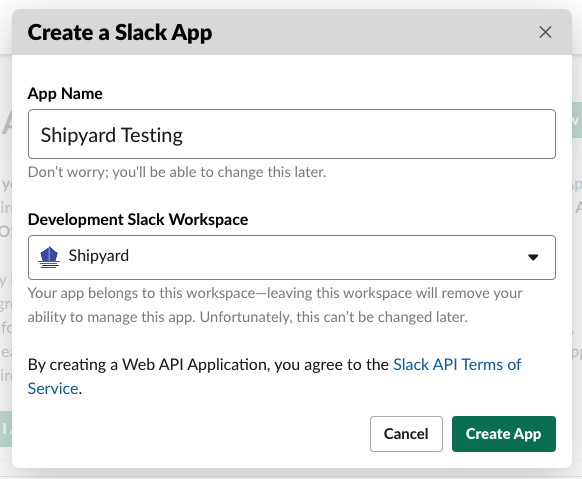 Create a Slack App
App Name
Shipyard Testing
Don't worry; you'll be able to change this later.
Development Slack Workspace
Shipyard
Your app belongs to this workspace—leaving this workspace will remove your
ability to manage this app. Unfortunately, this can't be changed later.
By creating a Web API Application, you agree to the Slack API Terms of
Service.
Cancel
Create App